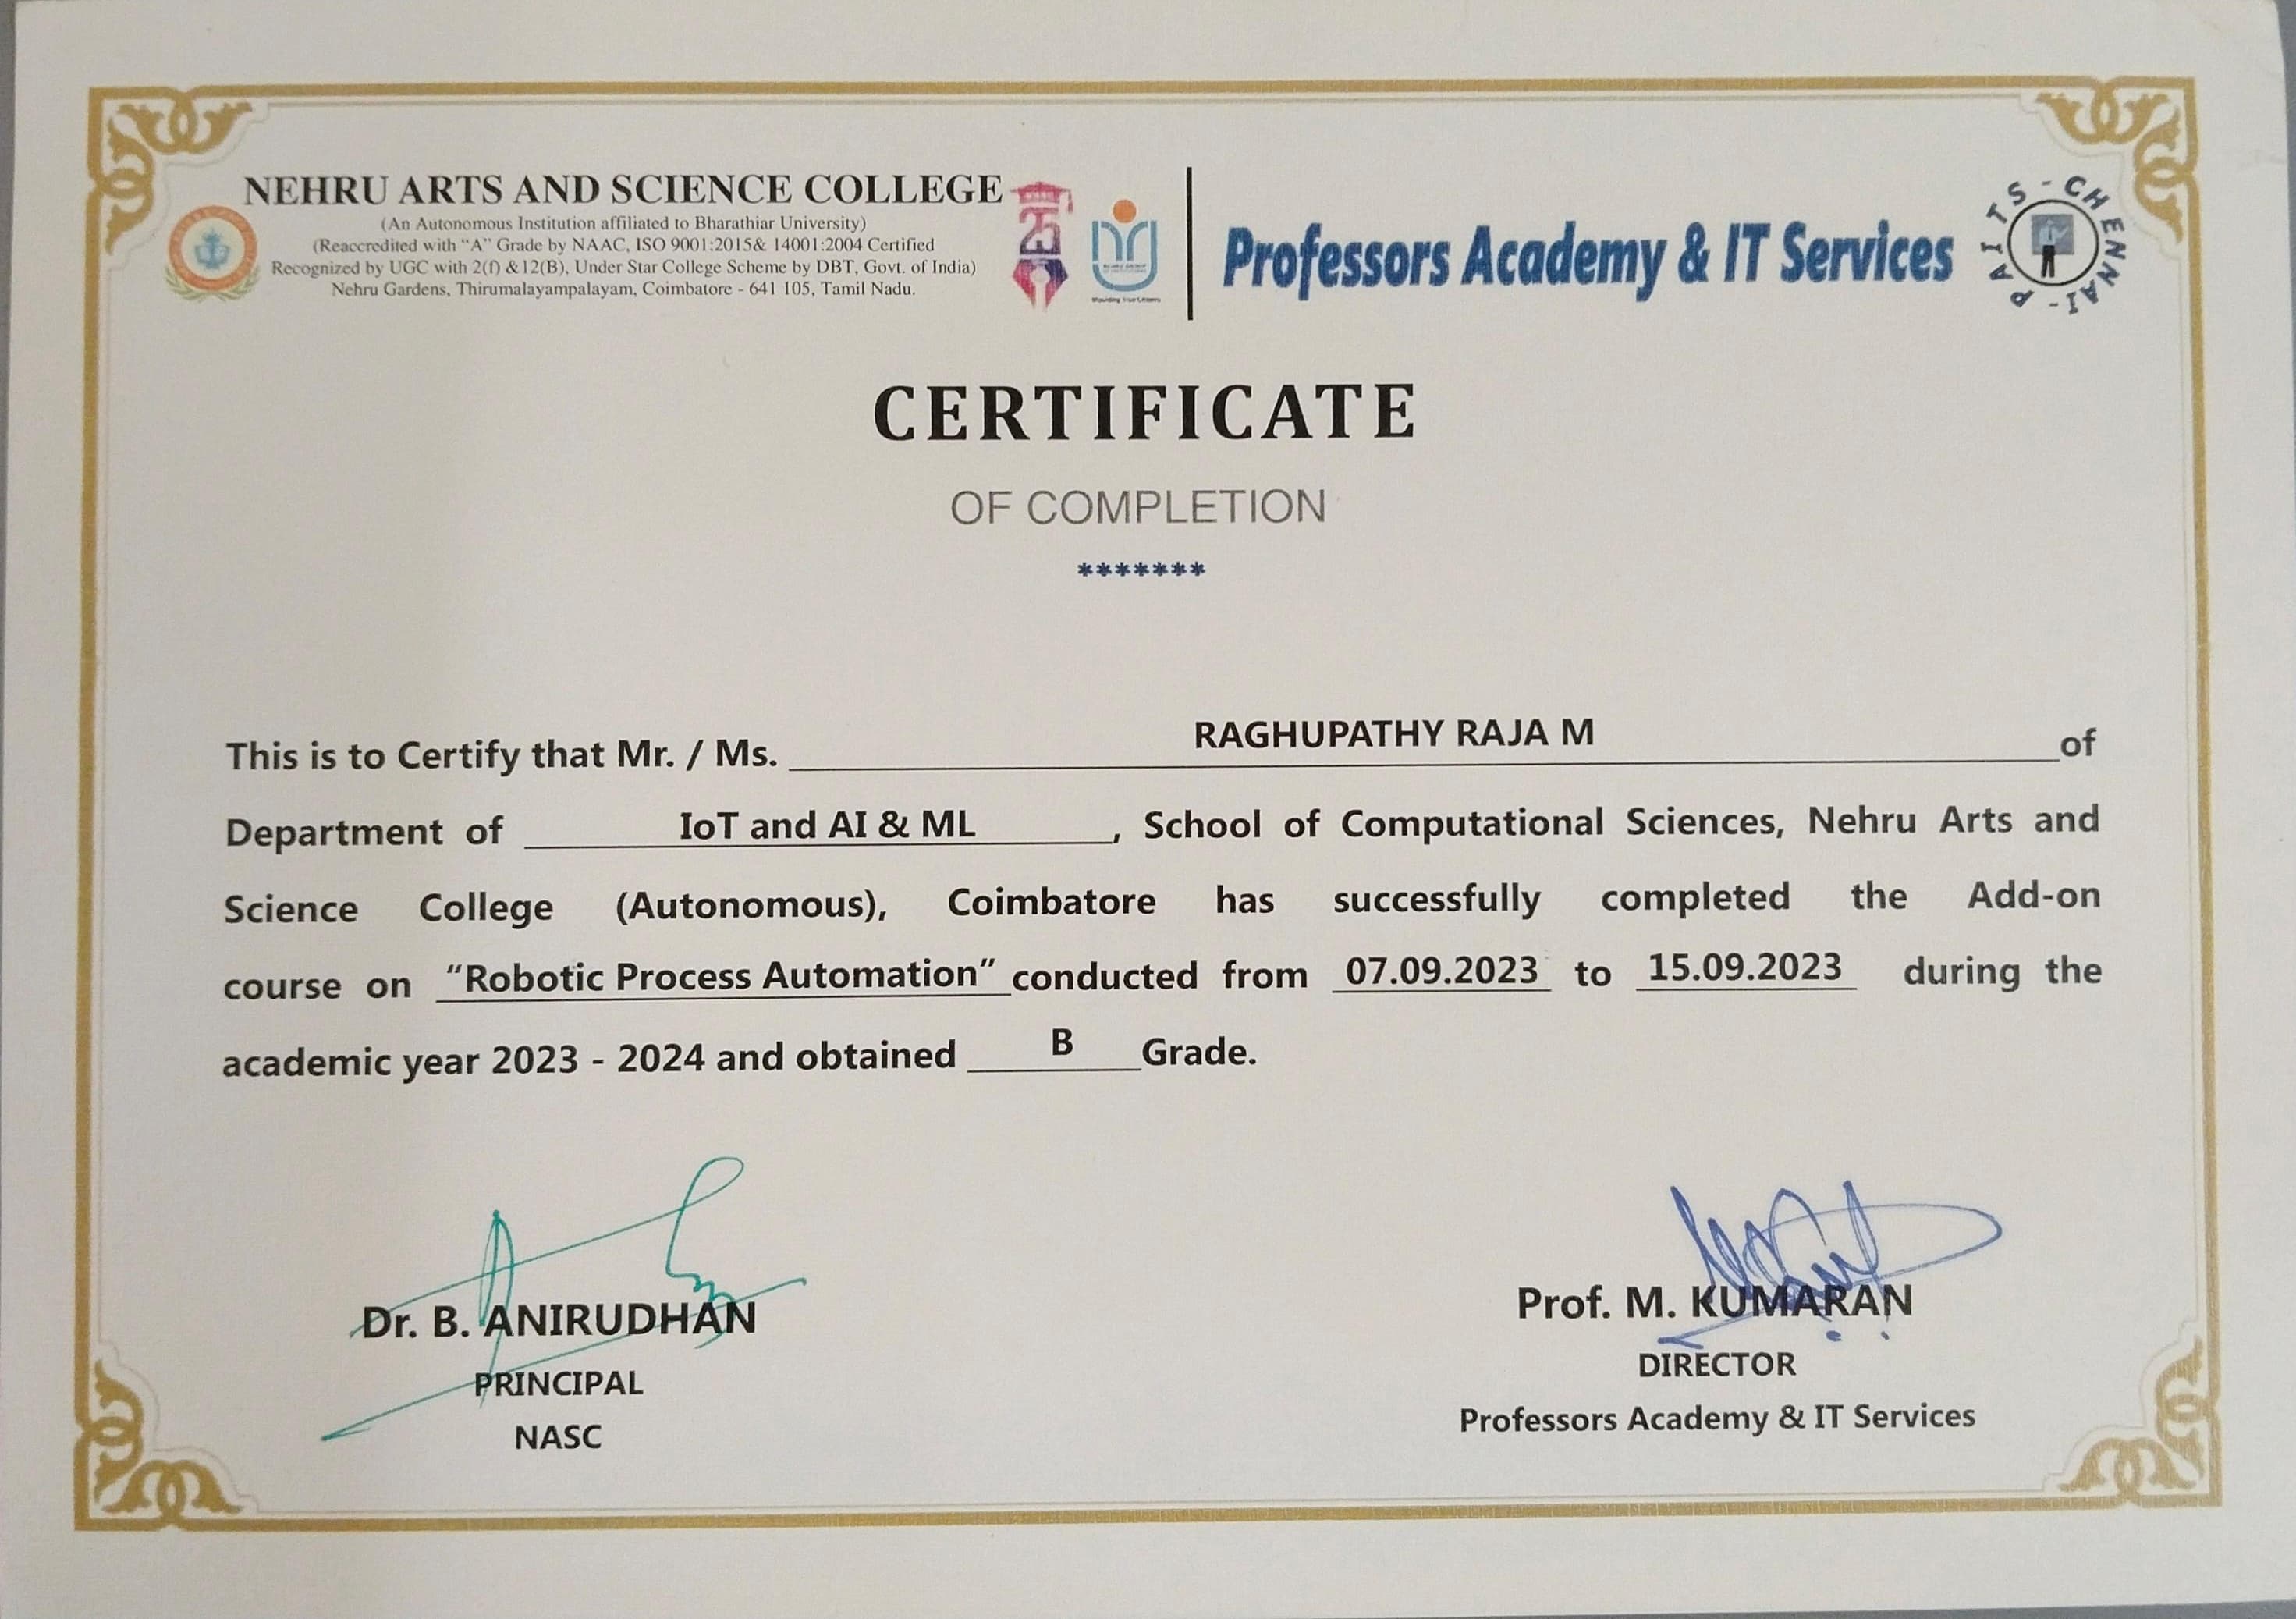 NEHRU ARTS AND SCIENCE COLLEGE
(An Autonomous Institution affiliated to Bharathiar University)
(Reaccredited with “A” Grade by NAAC, ISO 9001:2015& 14001:2004 Certified
Recognized by UGC with 2(f) &12(B), Under Star College Scheme by DBT, Govt. of India)
Nehru Gardens, Thirumalayampalayam, Coimbatore - 641 105, Tamil Nadu.
25
Professors Academy & IT Services
PAITS-CHENNAI-
CERTIFICATE
OF COMPLETION
*******
This is to Certify that Mr. / Ms. RAGHUPATHY RAJA M of
Department of IoT and AI & ML, School of Computational Sciences, Nehru Arts and
Science College (Autonomous), Coimbatore has successfully completed the Add-on
course on “Robotic Process Automation” conducted from 07.09.2023 to 15.09.2023 during the
academic year 2023 - 2024 and obtained B Grade.
Dr. B. ANIRUDHAN
PRINCIPAL
NASC
Prof. M. KUMARAN
DIRECTOR
Professors Academy & IT Services